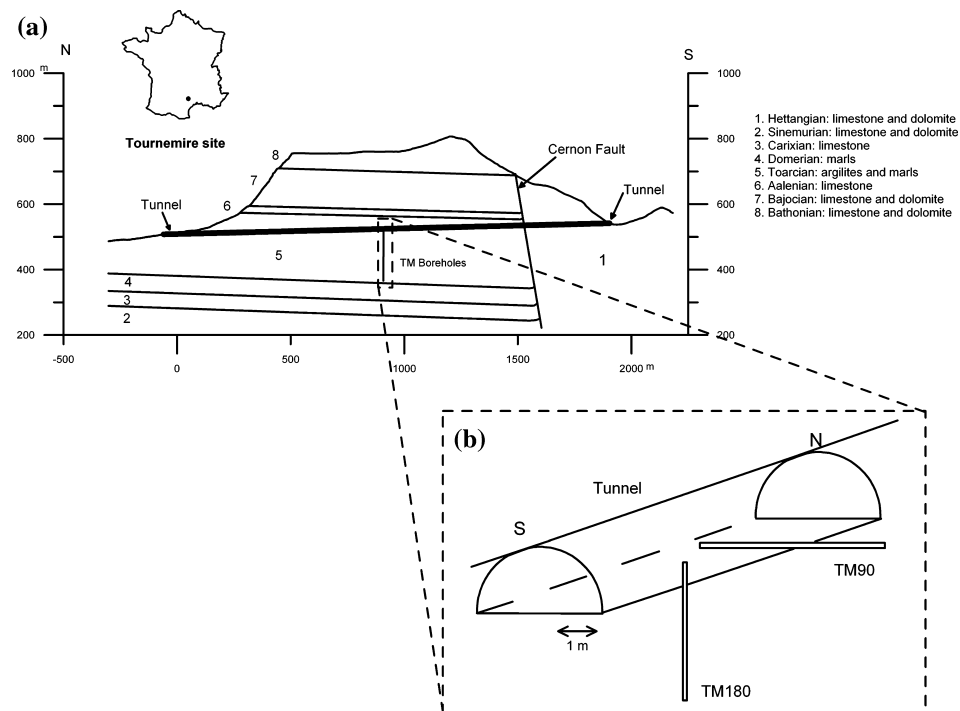 (a)
N
S
1000 m
800
600
400
200
1000 m
800
600
400
200
Tournemire site
Cernon Fault
Tunnel
Tunnel
TM Boreholes
8
7
6
5
4
3
2
1
-500
0
500
1000
1500
2000 m
1. Hettangian: limestone and dolomite
2. Sinemurian: limestone and dolomite
3. Carixian: limestone
4. Domerian: marls
5. Toarcian: argilites and marls
6. Aalenian: limestone
7. Bajocian: limestone and dolomite
8. Bathonian: limestone and dolomite
(b)
N
Tunnel
S
TM90
1 m
TM180